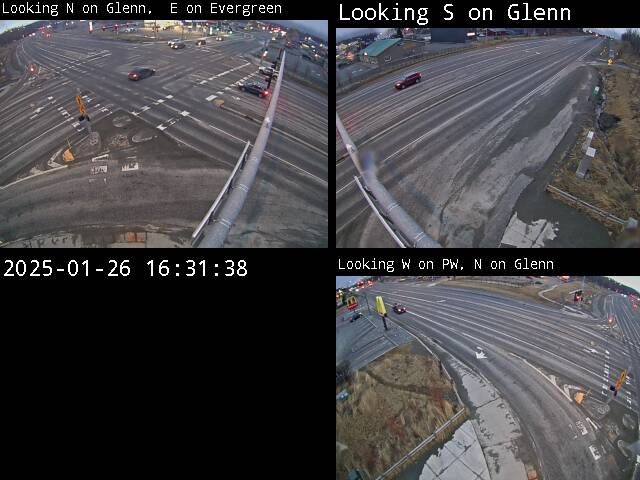 Looking N on Glenn,  E on Evergreen
Looking S on Glenn
2025-01-26 16:31:38
Looking W on PW, N on Glenn